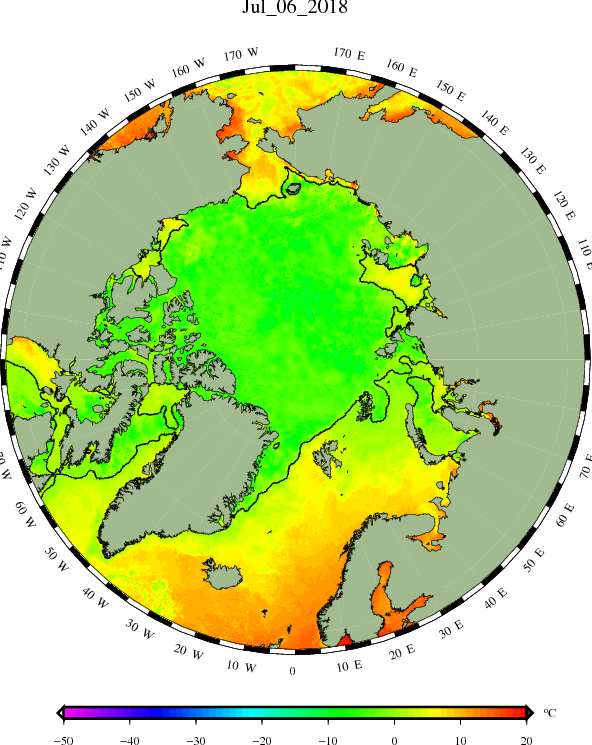 Jul_06_2018
170 W
170 E
160 W
160 E
150 W
150 E
140 W
140 E
130 W
130 E
120 W
120 E
110 E
70 E
60 W
60 E
50 W
50 E
40 W
40 E
30 W
30 E
20 W
20 E
10 W
10 E
0
°C
−50 −40 −30 −20 −10 0 10 20